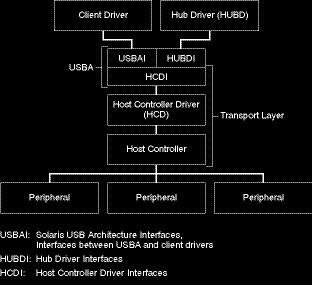 Client Driver
Hub Driver (HUBD)
USBA
USBAI
HUBDI
HCDI
Host Controller Driver
(HCD)
Transport Layer
Host Controller
Peripheral
Peripheral
Peripheral
USBAI: Solaris USB Architecture Interfaces,
Interfaces between USBA and client drivers
HUBDI: Hub Driver Interfaces
HCDI: Host Controller Driver Interfaces